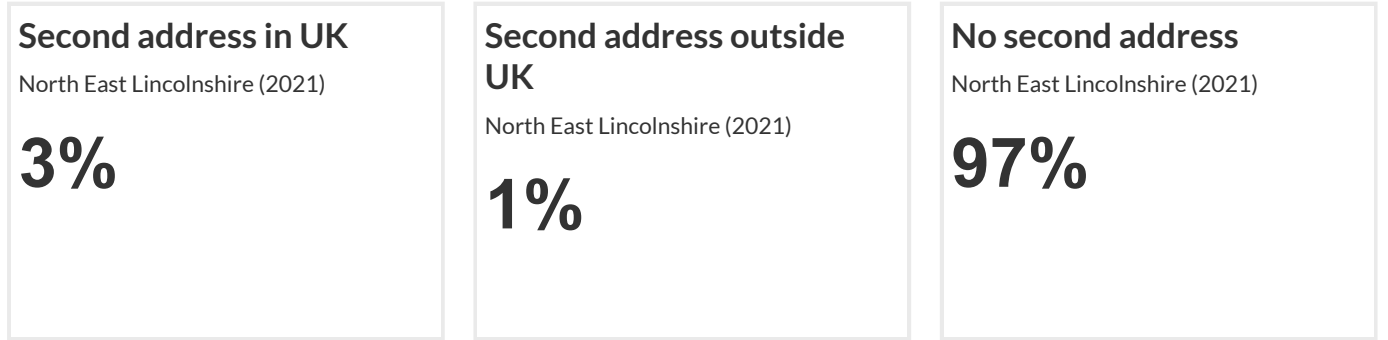 Second address in UK
North East Lincolnshire (2021)
3%
Second address outside
UK
North East Lincolnshire (2021)
1%
No second address
North East Lincolnshire (2021)
97%